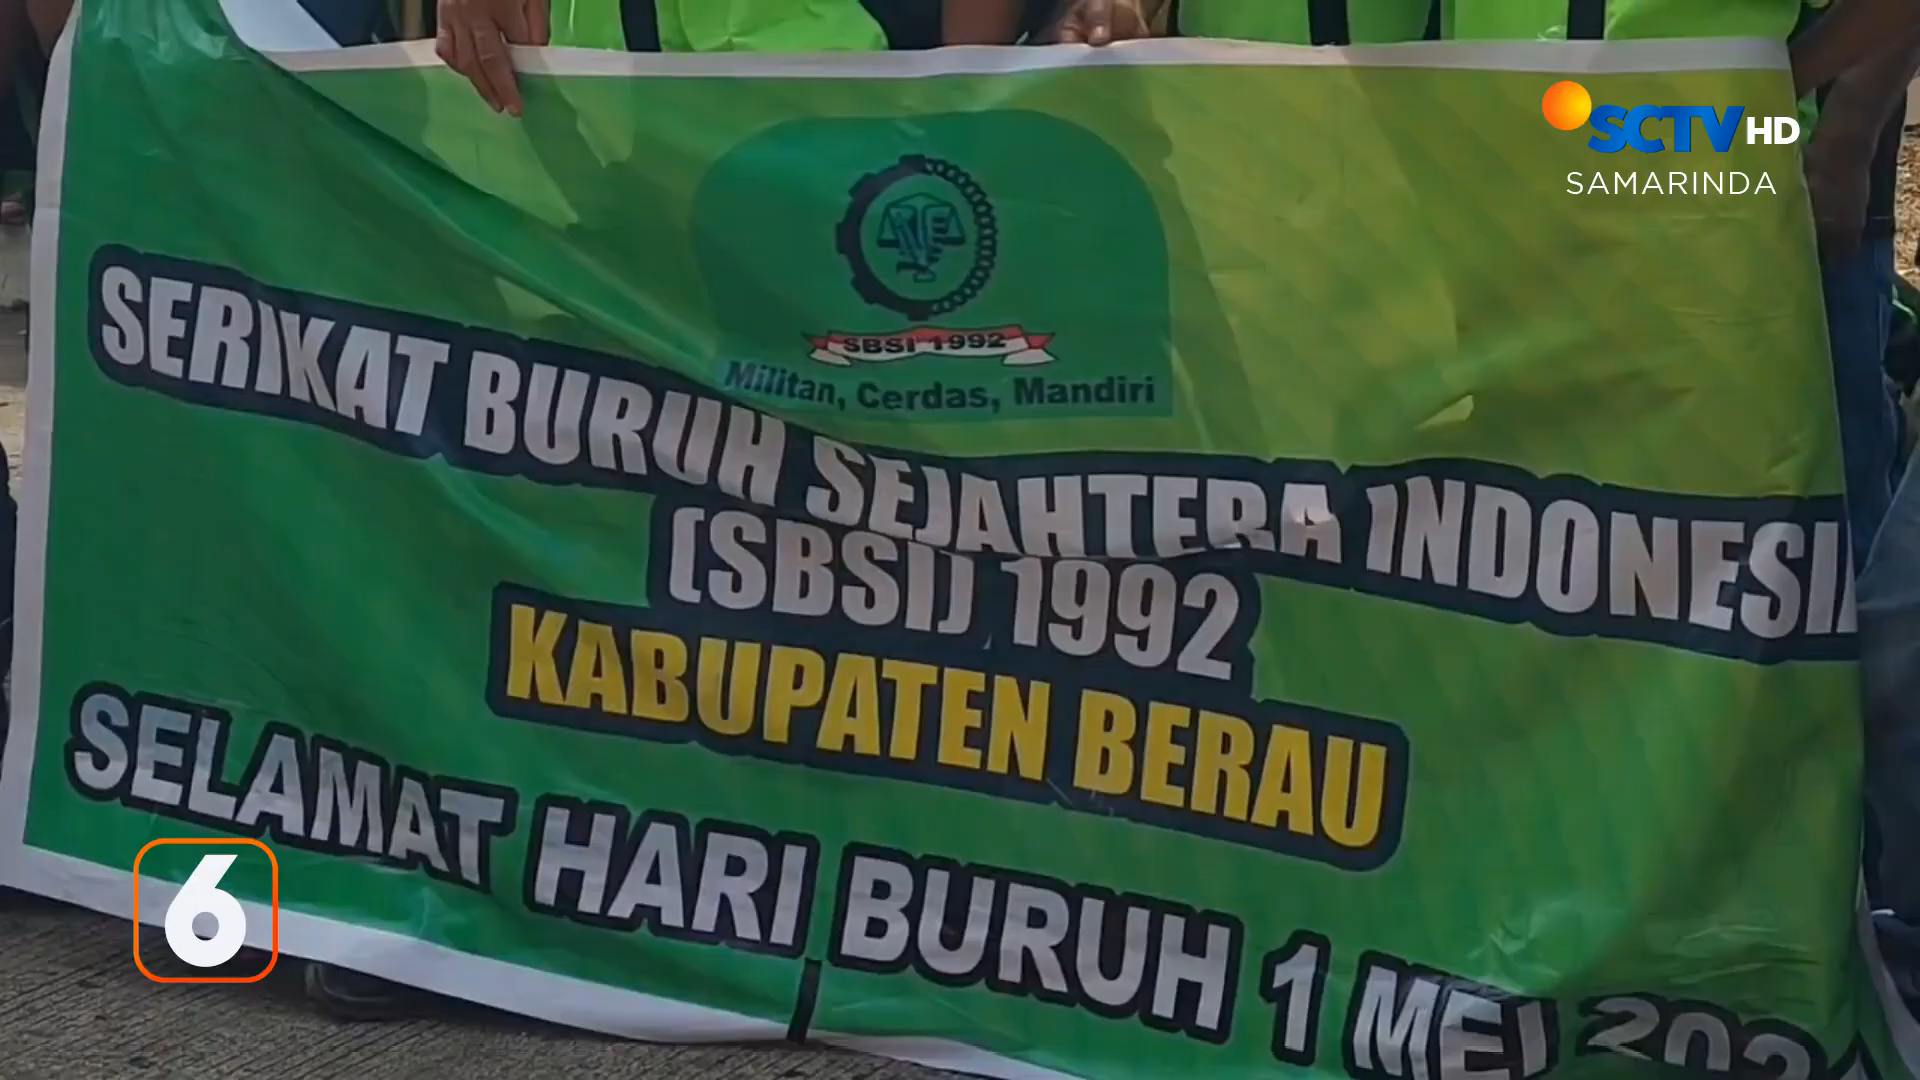 SCTV HD
SAMARINDA
SBSI 1992
Militan, Cerdas, Mandiri
SERIKAT BURUH SEJAHTERA INDONESIA
(SBSI) 1992
KABUPATEN BERAU
SELAMAT HARI BURUH 1 MEI
6